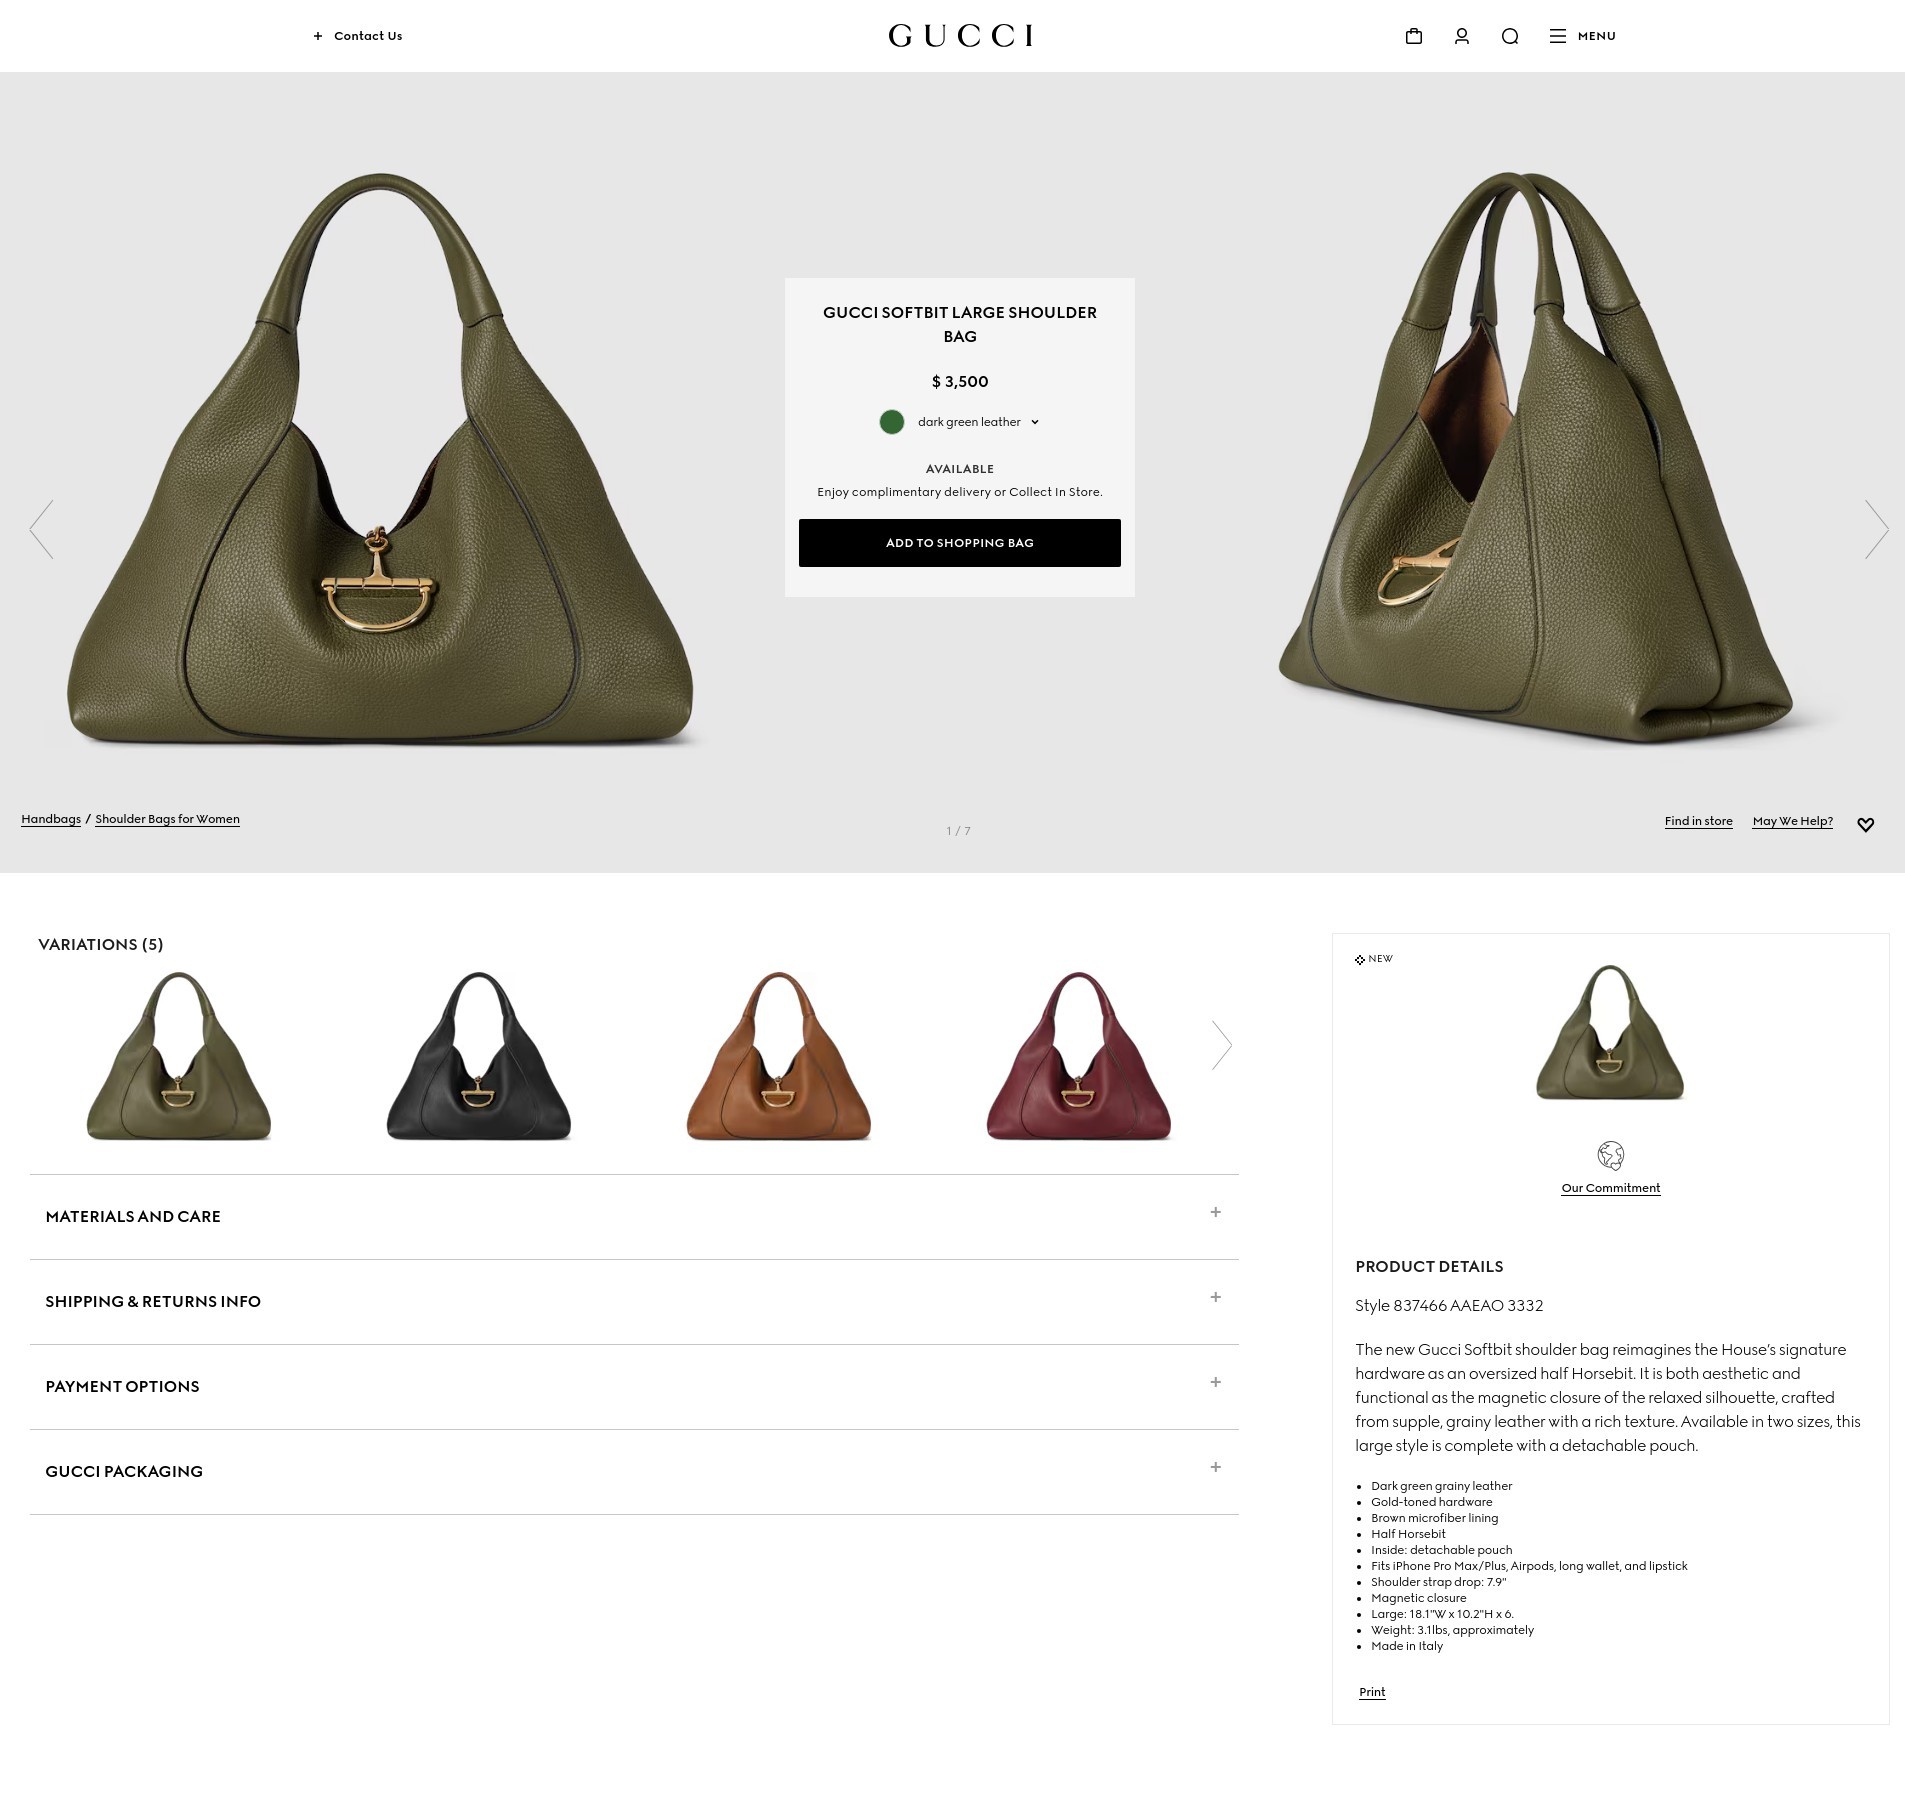 + Contact Us
GUCCI
MENU
GUCCI SOFTBIT LARGE SHOULDER
BAG
$ 3,500
dark green leather
AVAILABLE
Enjoy complimentary delivery or Collect In Store.
ADD TO SHOPPING BAG
Handbags / Shoulder Bags for Women
1 / 7
Find in store
May We Help?
VARIATIONS (5)
MATERIALS AND CARE +
SHIPPING & RETURNS INFO +
PAYMENT OPTIONS +
GUCCI PACKAGING +
NEW
Our Commitment
PRODUCT DETAILS
Style 837466 AAEAO 3332
The new Gucci Softbit shoulder bag reimagines the House's signature
hardware as an oversized half Horsebit. It is both aesthetic and
functional as the magnetic closure of the relaxed silhouette, crafted
from supple, grainy leather with a rich texture. Available in two sizes, this
large style is complete with a detachable pouch.
• Dark green grainy leather
• Gold-toned hardware
• Brown microfiber lining
• Half Horsebit
• Inside: detachable pouch
• Fits iPhone Pro Max/Plus, Airpods, long wallet, and lipstick
• Shoulder strap drop: 7.9"
• Magnetic closure
• Large: 18.1"W x 10.2"H x 6.
• Weight: 3.1lbs, approximately
• Made in Italy
Print